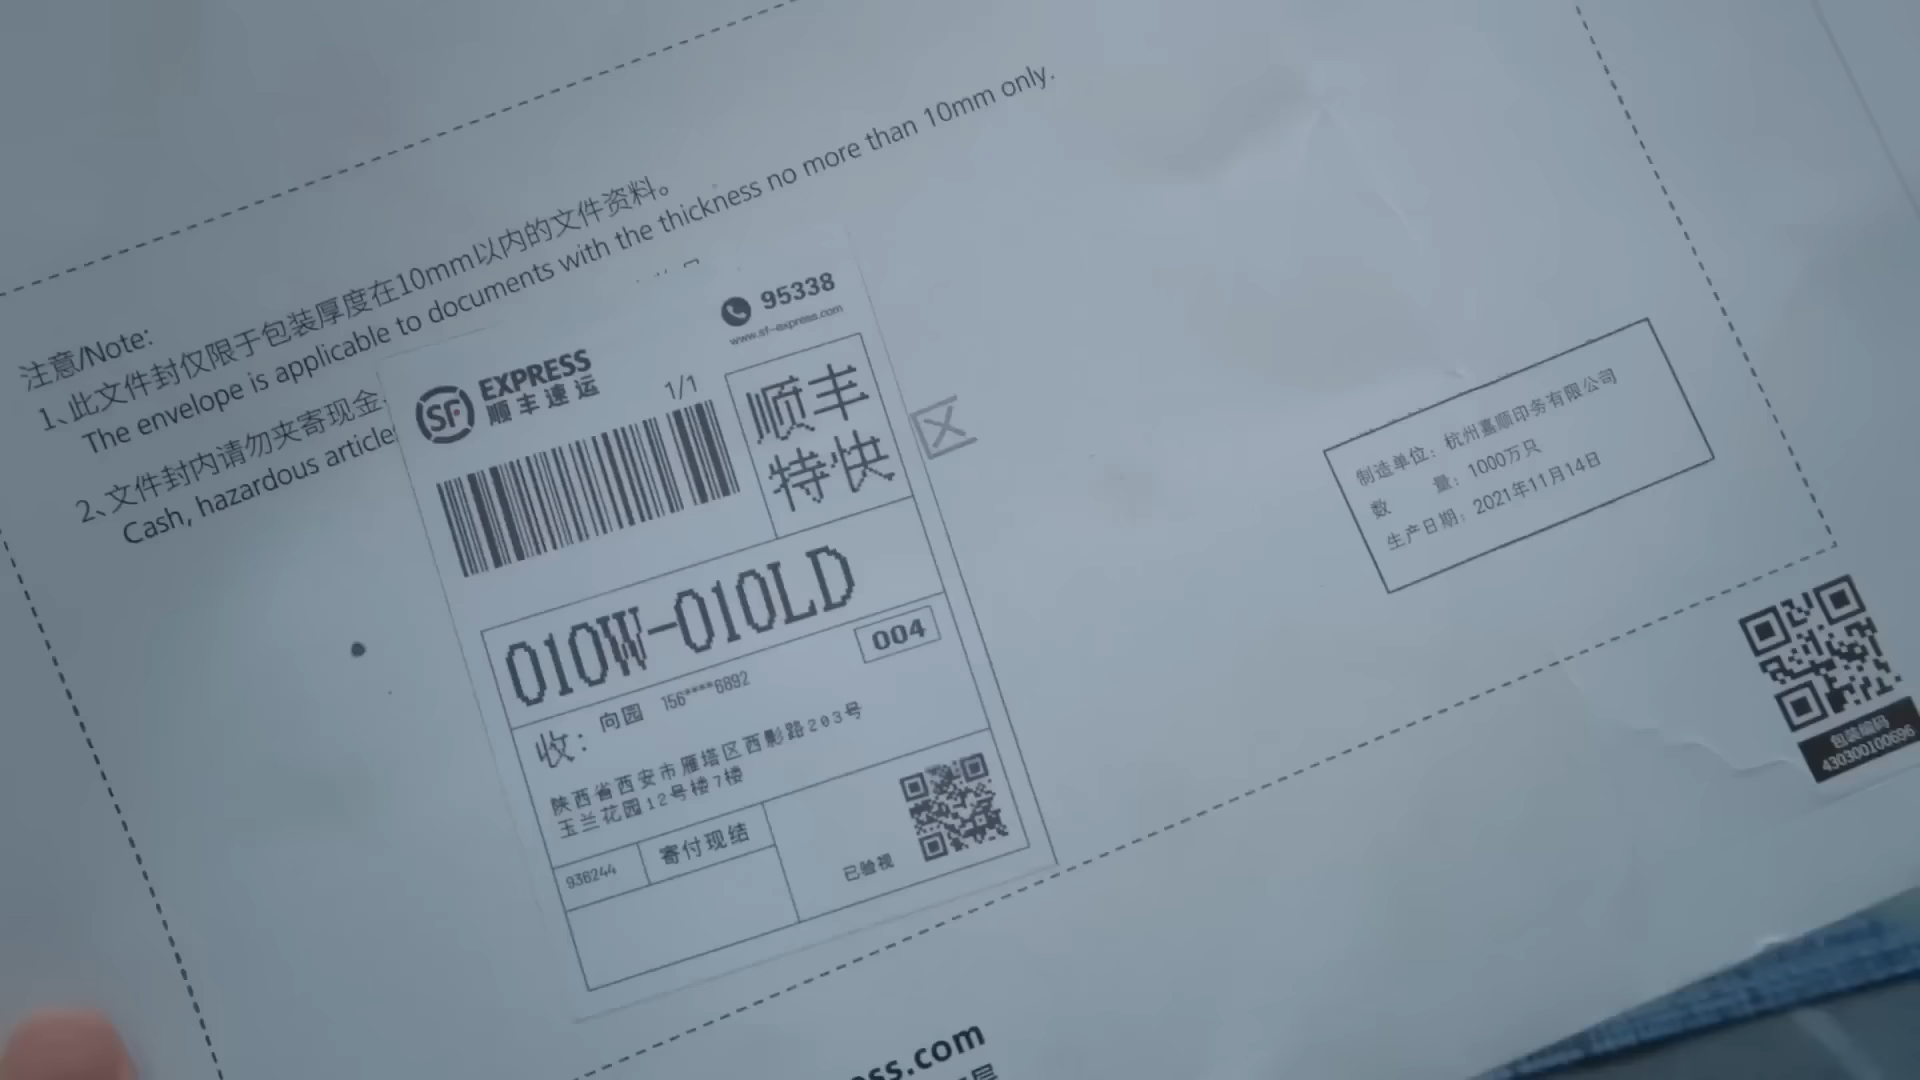 注意/Note:
1、此文件封仅限于包装厚度在10mm以内的文件资料。
The envelope is applicable to documents with the thickness no more than 10mm only.
2、文件封内请勿夹寄现金
Cash, hazardous article
95338
www.sf-express.com
SF EXPRESS
顺丰速运
1/1
顺丰
特快
区
010W-010LD
004
收: 向园 156****6892
陕西省西安市雁塔区西影路203号
玉兰花园12号楼7楼
936244
寄付现结
已验视
制造单位: 杭州嘉顺印务有限公司
数 量: 1000万只
生产日期: 2021年11月14日
包装编码
430300100696
ess.com